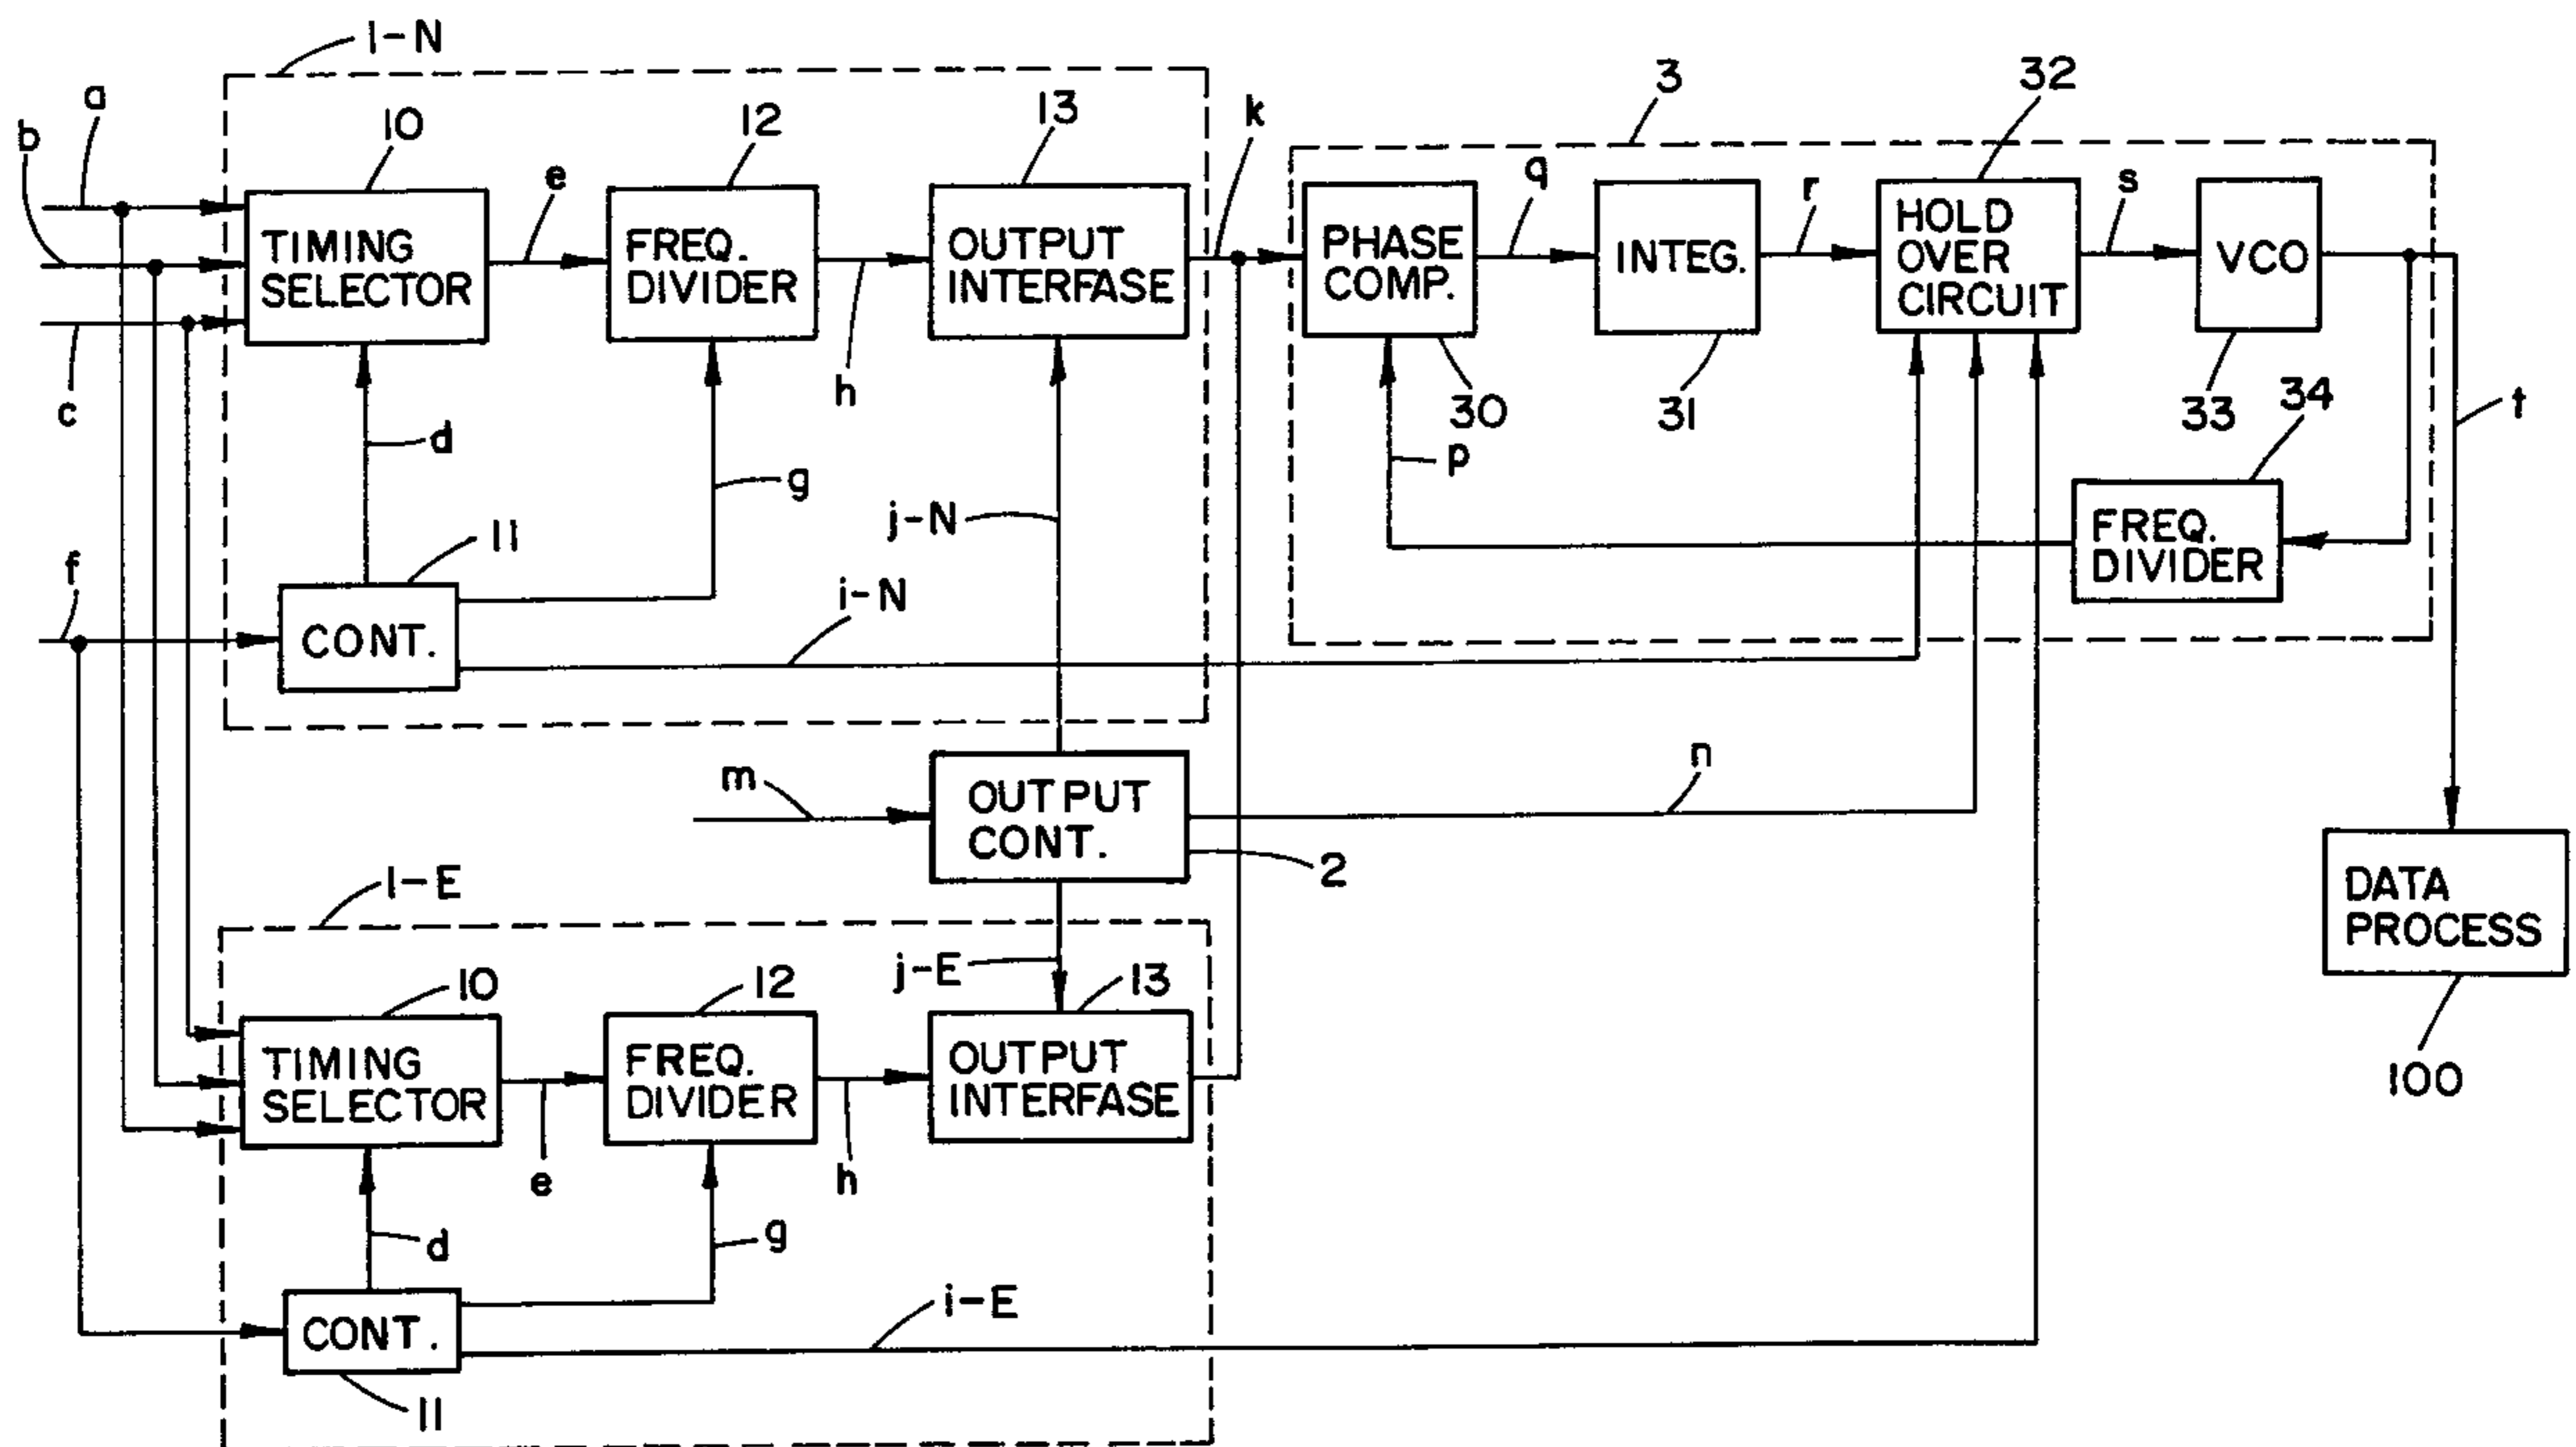 1-N
a
b
c
10
12
13
k
3
32
TIMING
SELECTOR
e
FREQ.
DIVIDER
h
OUTPUT
INTERFASE
PHASE
COMP.
q
INTEG.
r
HOLD
OVER
CIRCUIT
s
VCO
30
31
33
34
t
d
g
j-N
p
FREQ.
DIVIDER
f
11
CONT.
i-N
m
OUTPUT
CONT.
2
n
DATA
PROCESS
100
1-E
10
12
j-E
13
TIMING
SELECTOR
e
FREQ.
DIVIDER
h
OUTPUT
INTERFASE
d
g
CONT.
11
i-E